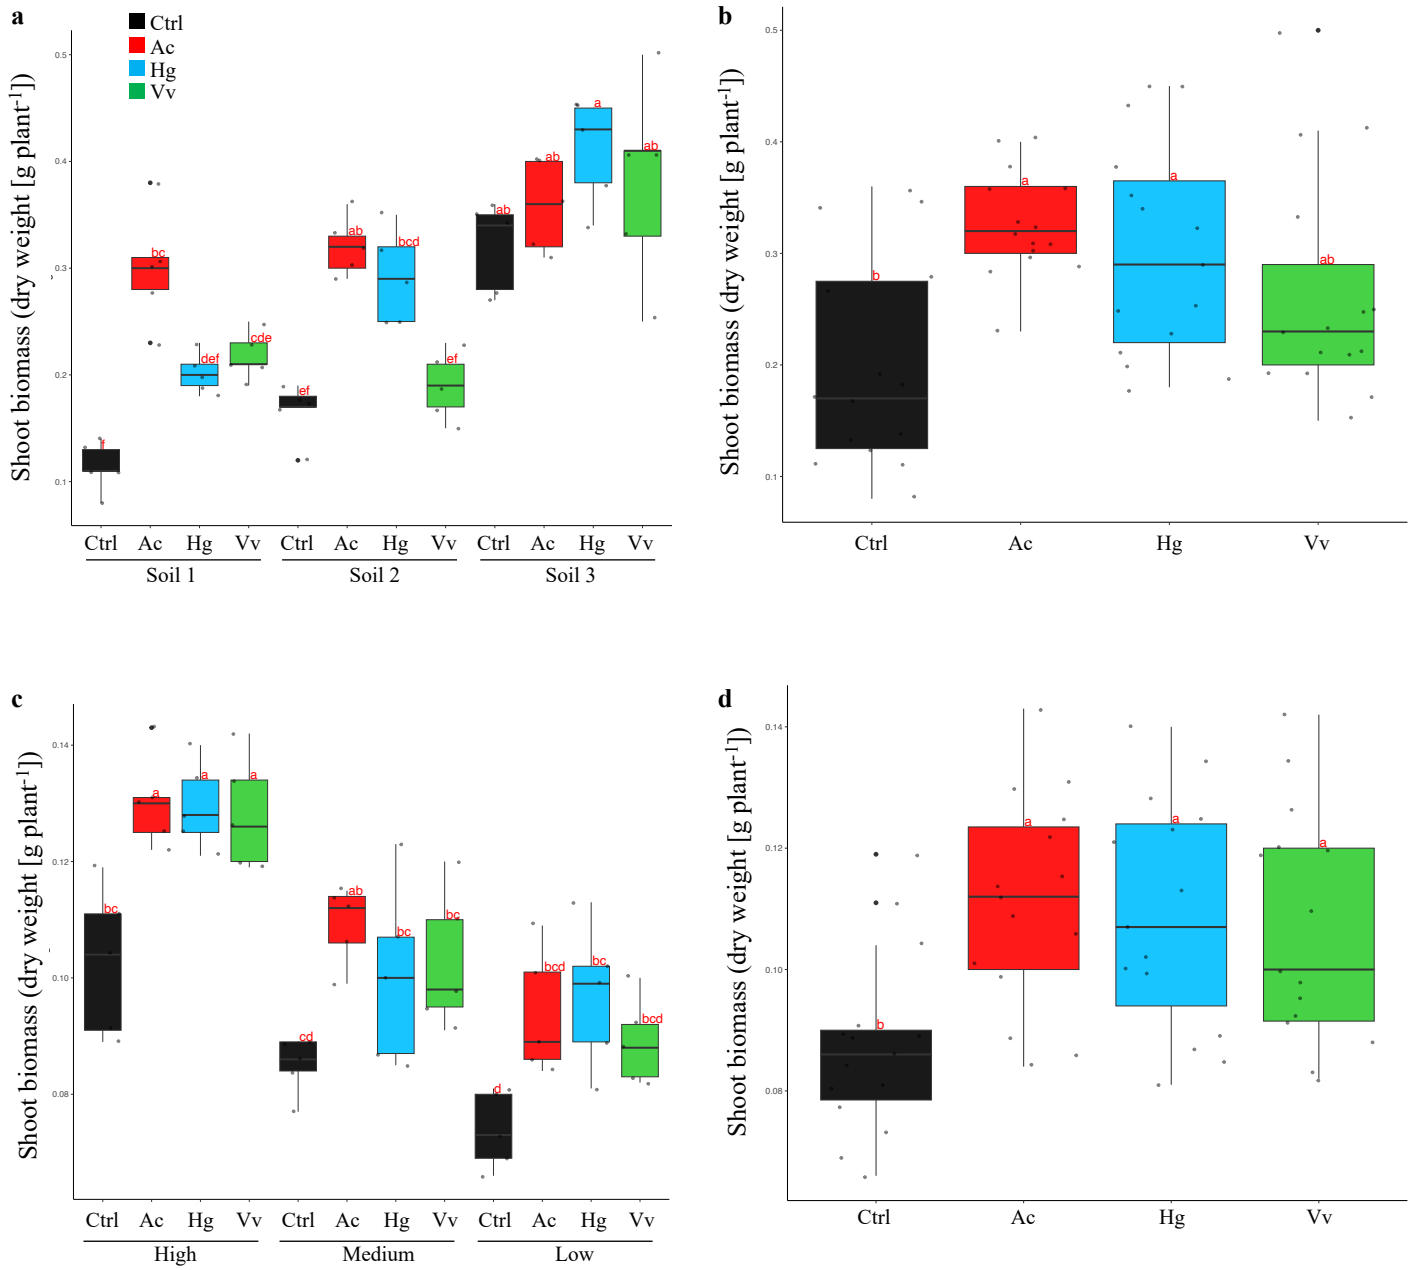 a
Ctrl
Ac
Hg
Vv
Shoot biomass (dry weight [g plant-1])
0.5
0.4
0.3
0.2
0.1
f
bc
def
cde
ef
ab
bcd
ef
ab
ab
a
ab
Ctrl Ac Hg Vv Ctrl Ac Hg Vv Ctrl Ac Hg Vv
Soil 1 Soil 2 Soil 3
b
Shoot biomass (dry weight [g plant-1])
0.5
0.4
0.3
0.2
0.1
b
a
a
ab
Ctrl Ac Hg Vv
c
Shoot biomass (dry weight [g plant-1])
0.14
0.12
0.10
0.08
bc
a
a
a
cd
ab
bc
bc
d
bcd
bc
bcd
Ctrl Ac Hg Vv Ctrl Ac Hg Vv Ctrl Ac Hg Vv
High Medium Low
d
Shoot biomass (dry weight [g plant-1])
0.14
0.12
0.10
0.08
b
a
a
a
Ctrl Ac Hg Vv